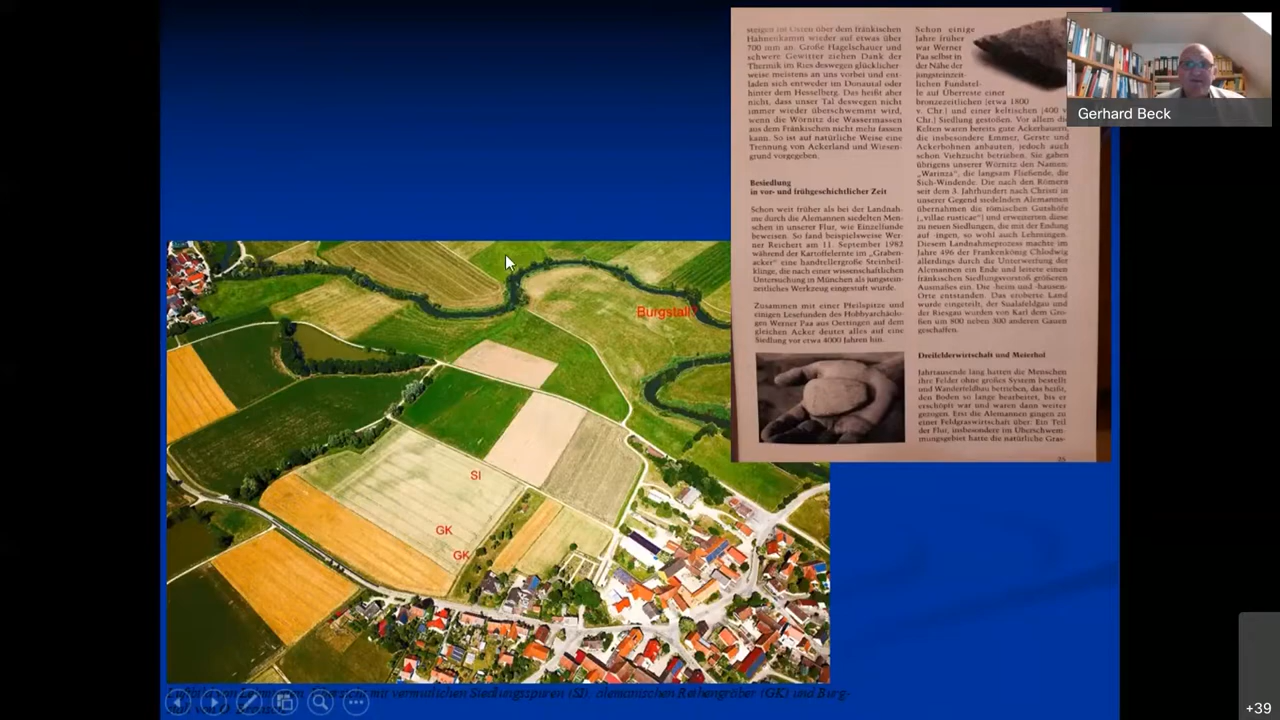 steigen im Osten über dem fränkischen
Hahnenkamm wieder auf etwas über
700 mm an. Große Hagelschauer und
schwere Gewitter ziehen Dank der
Thermik im Ries deswegen glücklicher
weise meistens an uns vorbei und ent-
laden sich entweder im Donautal oder
hinter dem Hesselberg. Das heißt aber
nicht, dass unser Tal deswegen nicht
immer wieder überschwemmt wird,
wenn die Wörnitz die Wassermassen
aus dem Fränkischen nicht mehr fassen
kann. So ist auf natürliche Weise eine
Trennung von Ackerland und Wiesen-
grund vorgegeben.
Besiedlung
in vor- und frühgeschichtlicher Zeit
Schon weit früher als bei der Landnah-
me durch die Alemannen siedelten Men-
schen in unserer Flur, wie Einzelfunde
beweisen. So fand beispielsweise Wer-
ner Reichert am 11. September 1982
während der Kartoffelernte im „Graben-
acker" eine handtellergroße Steinbeil-
klinge, die nach einer wissenschaftlichen
Untersuchung in München als jungstein-
zeitliches Werkzeug eingestuft wurde.
Zusammen mit einer Pfeilspitze und
einigen Lesefunden des Hobbyarchäolo-
gen Werner Paa aus Oettingen auf dem
gleichen Acker deutet alles auf eine
Siedlung vor etwa 4000 Jahren hin.
Schon einige
Jahre früher
war Werner
Paa selbst in
der Nähe der
jungsteinzeit-
lichen Fundstel-
le auf Überreste einer
bronzezeitlichen (etwa 1800
v. Chr.) und einer keltischen (400 v.
Chr.) Siedlung gestoßen. Vor allem die
Kelten waren bereits gute Ackerbauern,
die insbesondere Emmer, Gerste und
Ackerbohnen anbauten, jedoch auch
schon Viehzucht betrieben. Sie gaben
übrigens unserer Wörnitz den Namen:
„Warinza", die langsam Fließende, die
Sich-Windende. Die nach den Römern
seit dem 3. Jahrhundert nach Christi in
unserer Gegend siedelnden Alemannen
übernahmen die römischen Gutshöfe
(„villae rusticae") und erweiterten diese
zu neuen Siedlungen, die mit der Endung
auf -ingen, so wohl auch Lehmingen.
Diesem Landnahmeprozess machte im
Jahre 496 der Frankenkönig Chlodwig
allerdings durch die Unterwerfung der
Alemannen ein Ende und leitete einen
fränkischen Siedlungsvorstoß größeren
Ausmaßes ein. Die -heim und -hausen-
Orte entstanden. Das eroberte Land
wurde eingeteilt, der Sualafeldgau und
der Riesgau wurden von Karl dem Gro-
ßen um 800 neben 300 anderen Gauen
geschaffen.
Dreifelderwirtschaft und Meierhof
Jahrtausende lang hatten die Menschen
ihre Felder ohne großes System bestellt
und Wanderfeldbau betrieben, das heißt,
den Boden so lange bearbeitet, bis er
erschöpft war und waren dann weiter
gezogen. Erst die Alemannen gingen zu
einer Feldgraswirtschaft über: Ein Teil
der Flur, insbesondere im Überschwem-
mungsgebiet hatte die natürliche Gras-
Gerhard Beck
Burgstall?
SI
GK
GK
mit vermutlichen Siedlungsspuren (SI), alemannischen Reihengräber (GK) und Burg-
+39